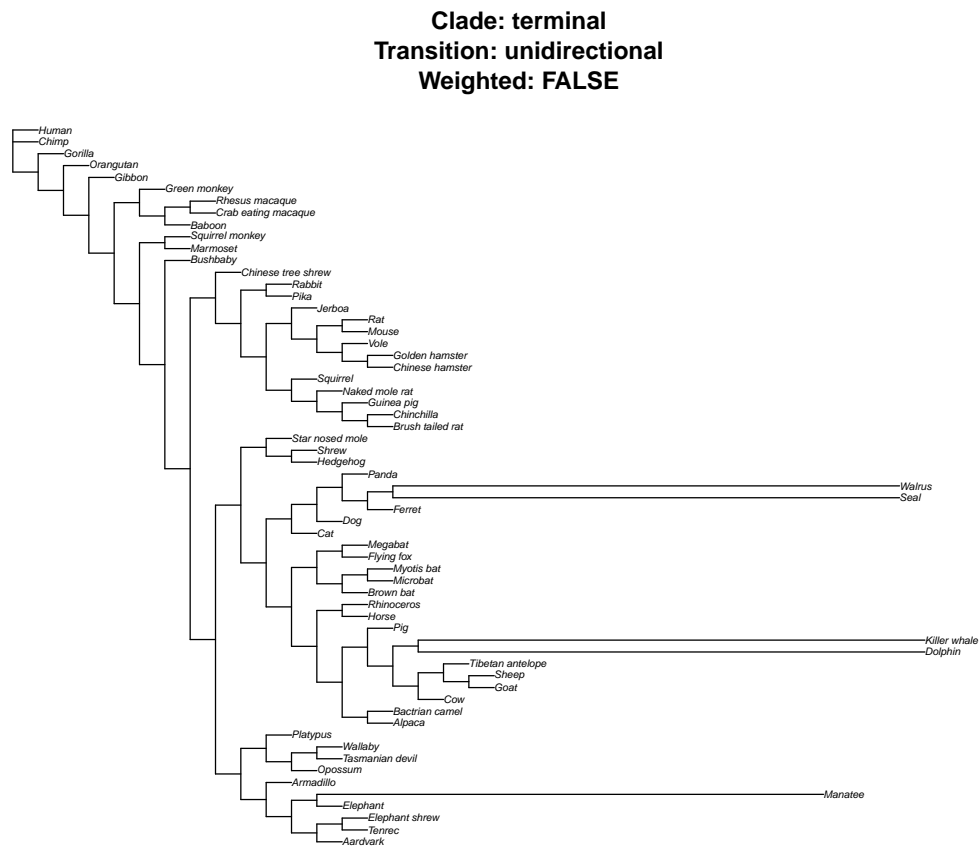 Clade: terminal
Transition: unidirectional
Weighted: FALSE
Human
Chimp
Gorilla
Orangutan
Gibbon
Green monkey
Rhesus macaque
Crab eating macaque
Baboon
Squirrel monkey
Marmoset
Bushbaby
Chinese tree shrew
Rabbit
Pika
Jerboa
Rat
Mouse
Vole
Golden hamster
Chinese hamster
Squirrel
Naked mole rat
Guinea pig
Chinchilla
Brush tailed rat
Star nosed mole
Shrew
Hedgehog
Panda
Walrus
Seal
Ferret
Dog
Cat
Megabat
Flying fox
Myotis bat
Microbat
Brown bat
Rhinoceros
Horse
Pig
Killer whale
Dolphin
Tibetan antelope
Sheep
Goat
Cow
Bactrian camel
Alpaca
Platypus
Wallaby
Tasmanian devil
Opossum
Armadillo
Manatee
Elephant
Elephant shrew
Tenrec
Aardvark